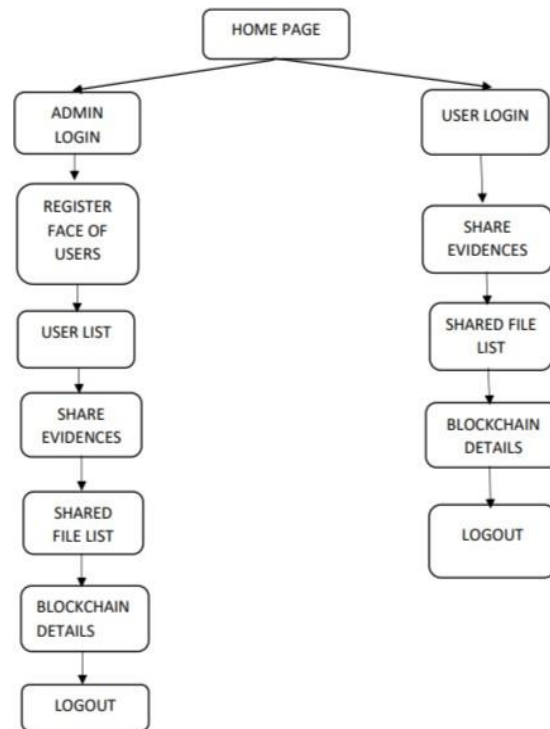 HOME PAGE
ADMIN
LOGIN
REGISTER
FACE OF
USERS
USER LIST
SHARE
EVIDENCES
SHARED
FILE LIST
BLOCKCHAIN
DETAILS
LOGOUT
USER LOGIN
SHARE
EVIDENCES
SHARED FILE
LIST
BLOCKCHAIN
DETAILS
LOGOUT